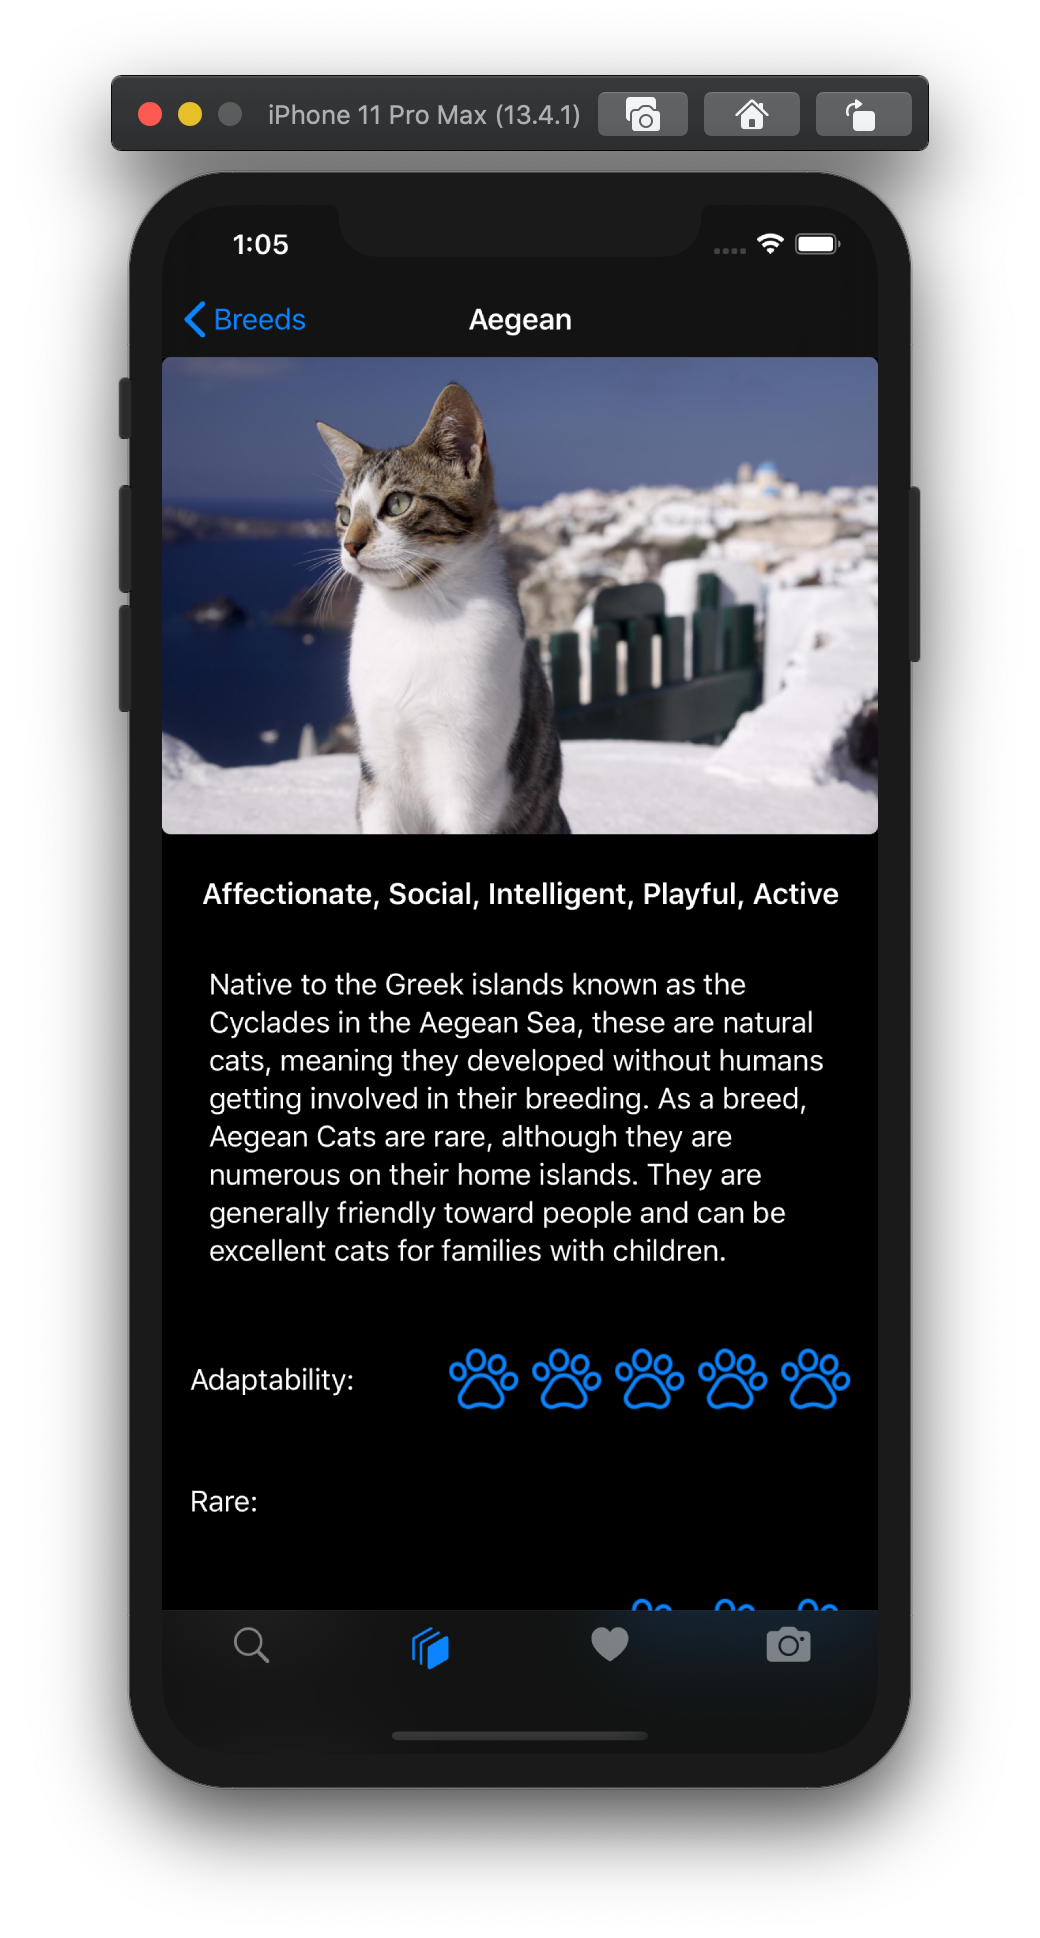 iPhone 11 Pro Max (13.4.1)
1:05
Breeds
Aegean
Affectionate, Social, Intelligent, Playful, Active
Native to the Greek islands known as the
Cyclades in the Aegean Sea, these are natural
cats, meaning they developed without humans
getting involved in their breeding. As a breed,
Aegean Cats are rare, although they are
numerous on their home islands. They are
generally friendly toward people and can be
excellent cats for families with children.
Adaptability:
Rare: